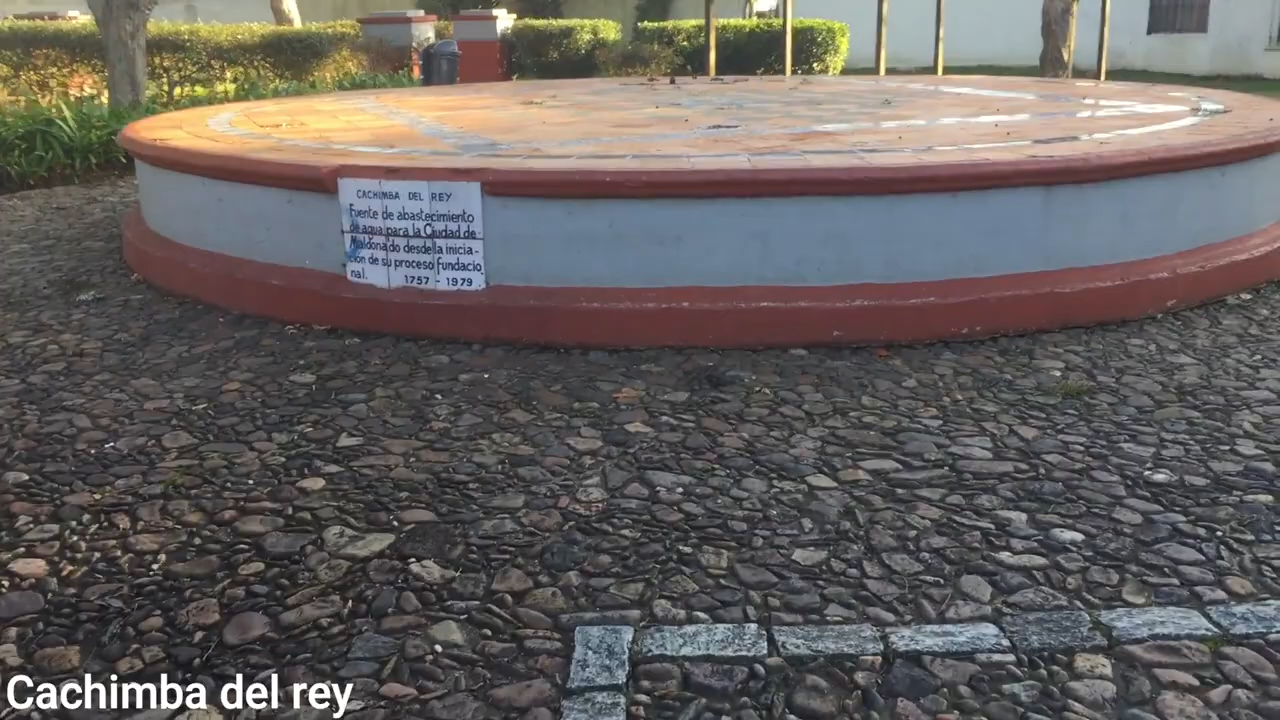 CACHIMBA DEL REY
Fuente de abastecimiento
de agua para la Ciudad de
Maldonado desde la inicia-
ción de su proceso fundacio
nal. 1757 - 1979
Cachimba del rey